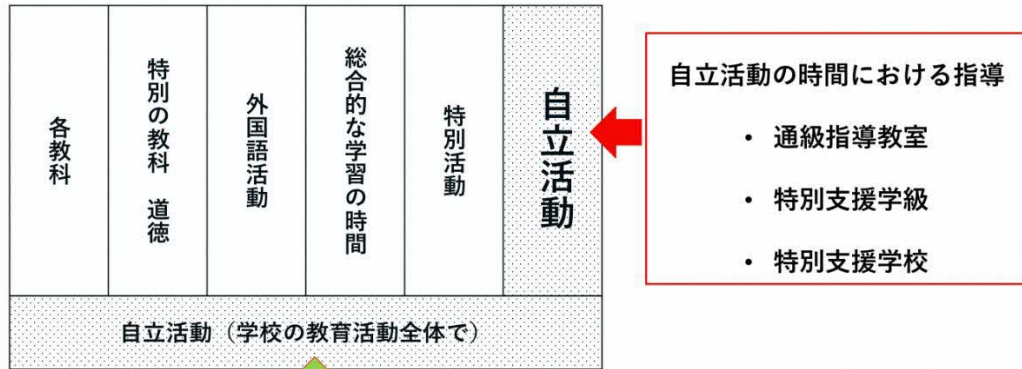 各教科
特別の教科　道徳
外国語活動
総合的な学習の時間
特別活動
自立活動
自立活動（学校の教育活動全体で）
自立活動の時間における指導
・ 通級指導教室
・ 特別支援学級
・ 特別支援学校